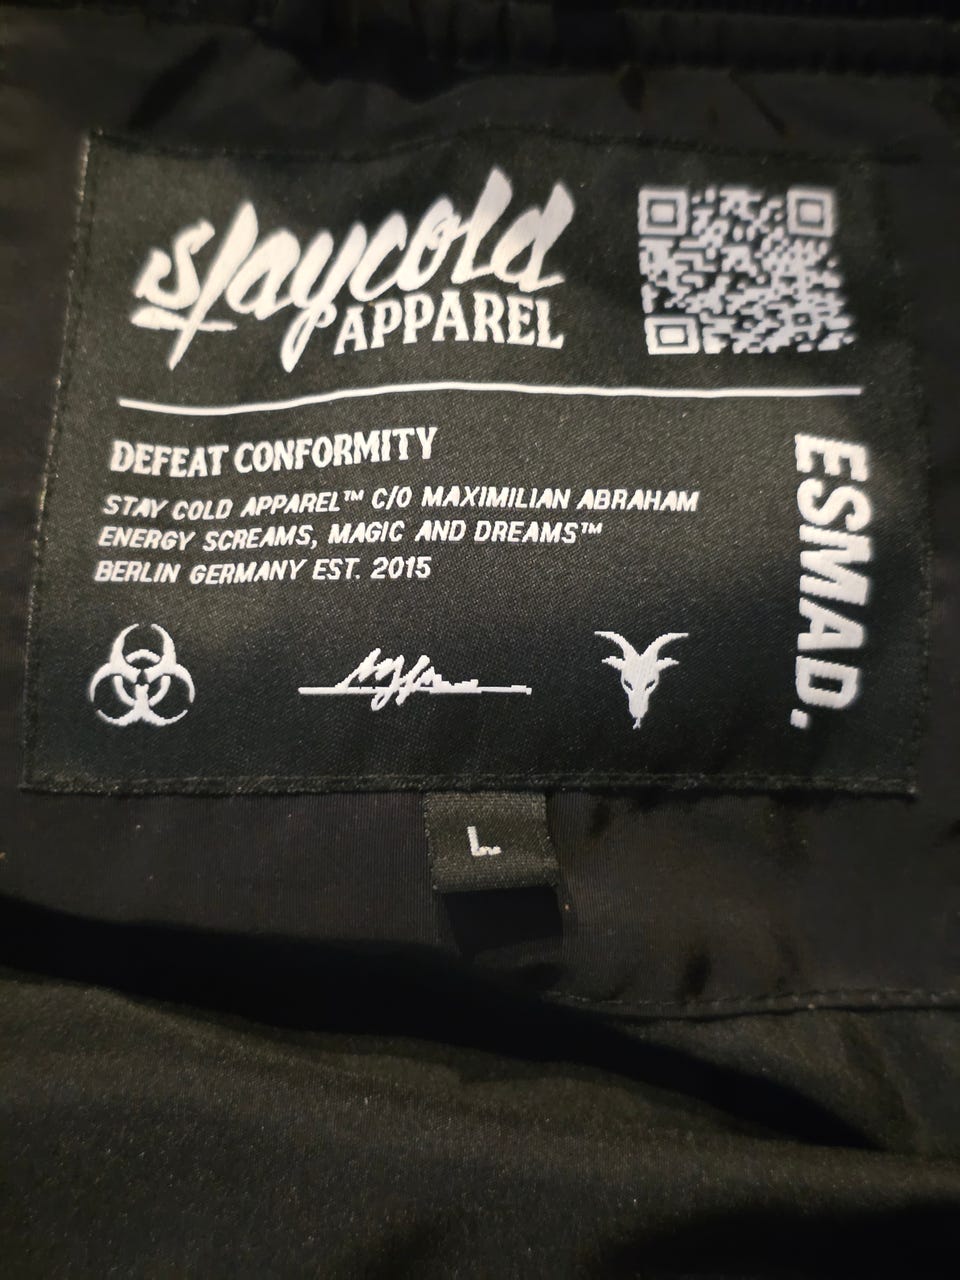 staycold
APPAREL
DEFEAT CONFORMITY
STAY COLD APPAREL™ C/O MAXIMILIAN ABRAHAM
ENERGY SCREAMS, MAGIC AND DREAMS™
BERLIN GERMANY EST. 2015
ESMAD.
L